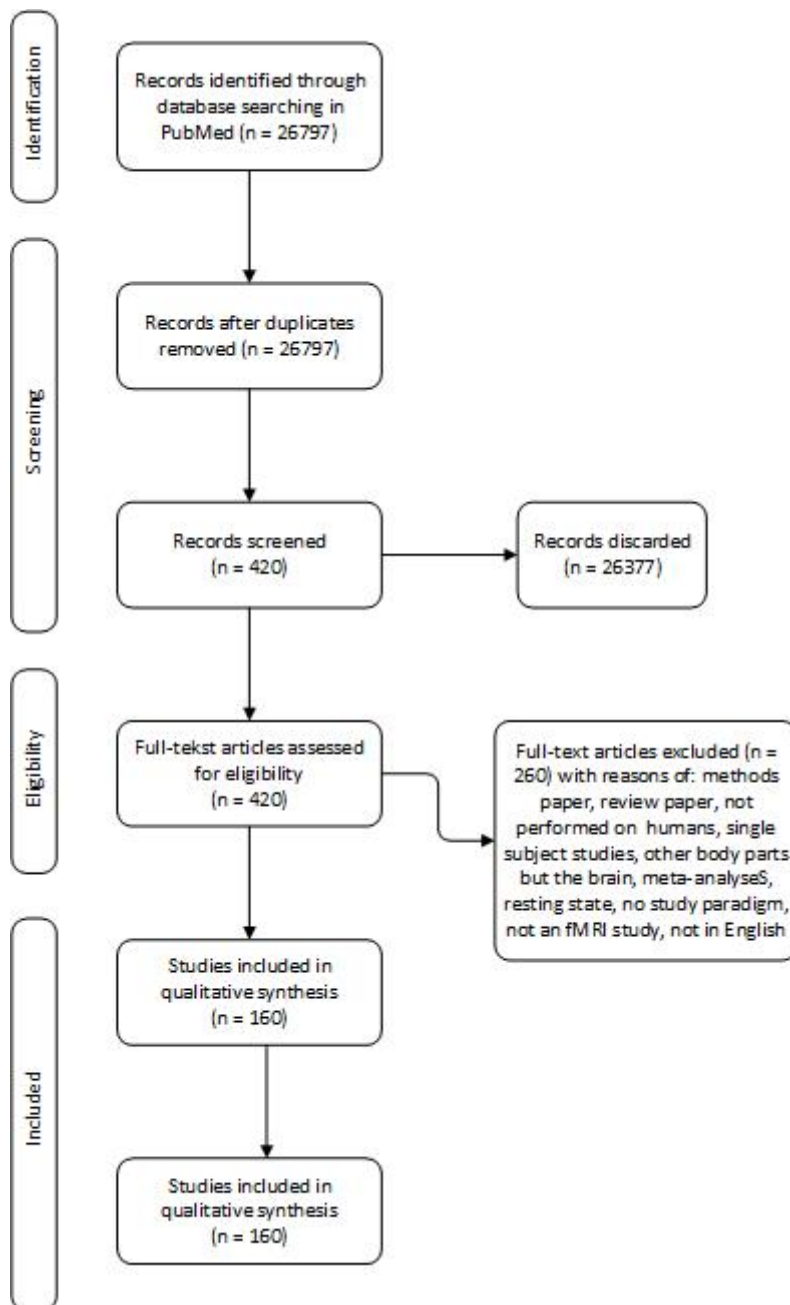 Identification
Records identified through
database searching in
PubMed (n = 26797)
Screening
Records after duplicates
removed (n = 26797)
Records screened
(n = 420)
Records discarded
(n = 26377)
Eligibility
Full-tekst articles assessed
for eligibility
(n = 420)
Full-text articles excluded (n =
260) with reasons of: methods
paper, review paper, not
performed on humans, single
subject studies, other body parts
but the brain, meta-analyseS,
resting state, no study paradigm,
not an fMRI study, not in English
Included
Studies included in
qualitative synthesis
(n = 160)
Studies included in
qualitative synthesis
(n = 160)